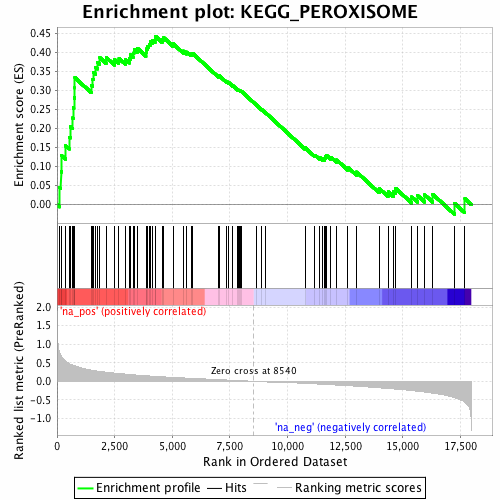 Enrichment plot: KEGG_PEROXISOME
Enrichment score (ES)
0.45
0.40
0.35
0.30
0.25
0.20
0.15
0.10
0.05
0.00
Ranked list metric (PreRanked)
2.0
1.5
1.0
0.5
0.0
-0.5
-1.0
'na_pos' (positively correlated)
Zero cross at 8540
'na_neg' (negatively correlated)
0 2,500 5,000 7,500 10,000 12,500 15,000 17,500
Rank in Ordered Dataset
Enrichment profile Hits Ranking metric scores